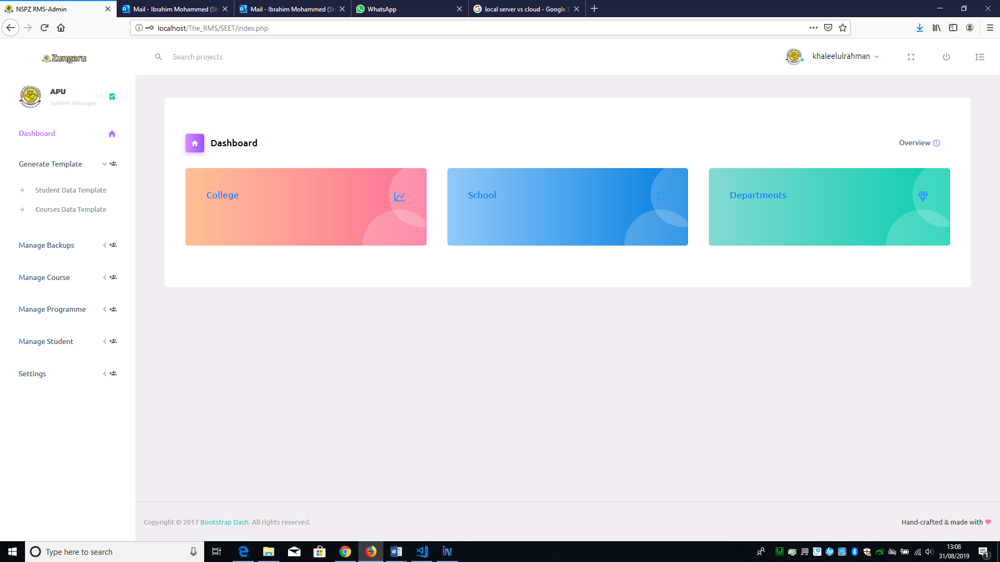 NSPZ RMS-Admin
Mail - Ibrahim Mohammed (St
Mail - Ibrahim Mohammed (St
WhatsApp
local server vs cloud - Google S
localhost/The_RMS/SEET/index.php
Zungeru
Search projects
khaleelulrahman
APU
System Manager
Dashboard
Generate Template
Student Data Template
Courses Data Template
Manage Backups
Manage Course
Manage Programme
Manage Student
Settings
Dashboard
Overview
College
School
Departments
Copyright © 2017 Bootstrap Dash. All rights reserved.
Hand-crafted & made with
Type here to search
13:08
31/08/2019
1